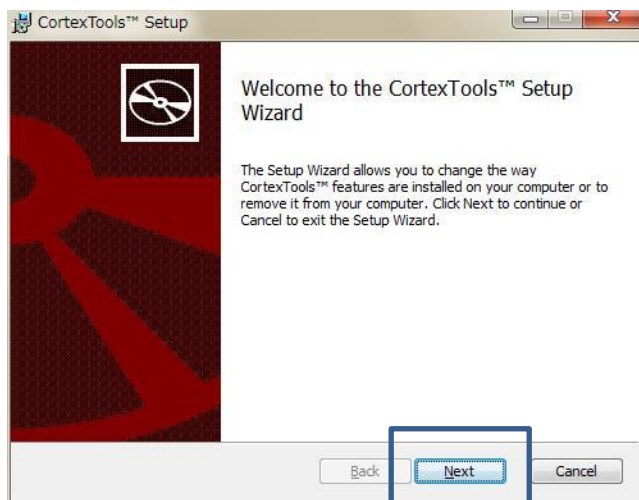 CortexTools™ Setup
Welcome to the CortexTools™ Setup
Wizard
The Setup Wizard allows you to change the way
CortexTools™ features are installed on your computer or to
remove it from your computer. Click Next to continue or
Cancel to exit the Setup Wizard.
Back Next Cancel